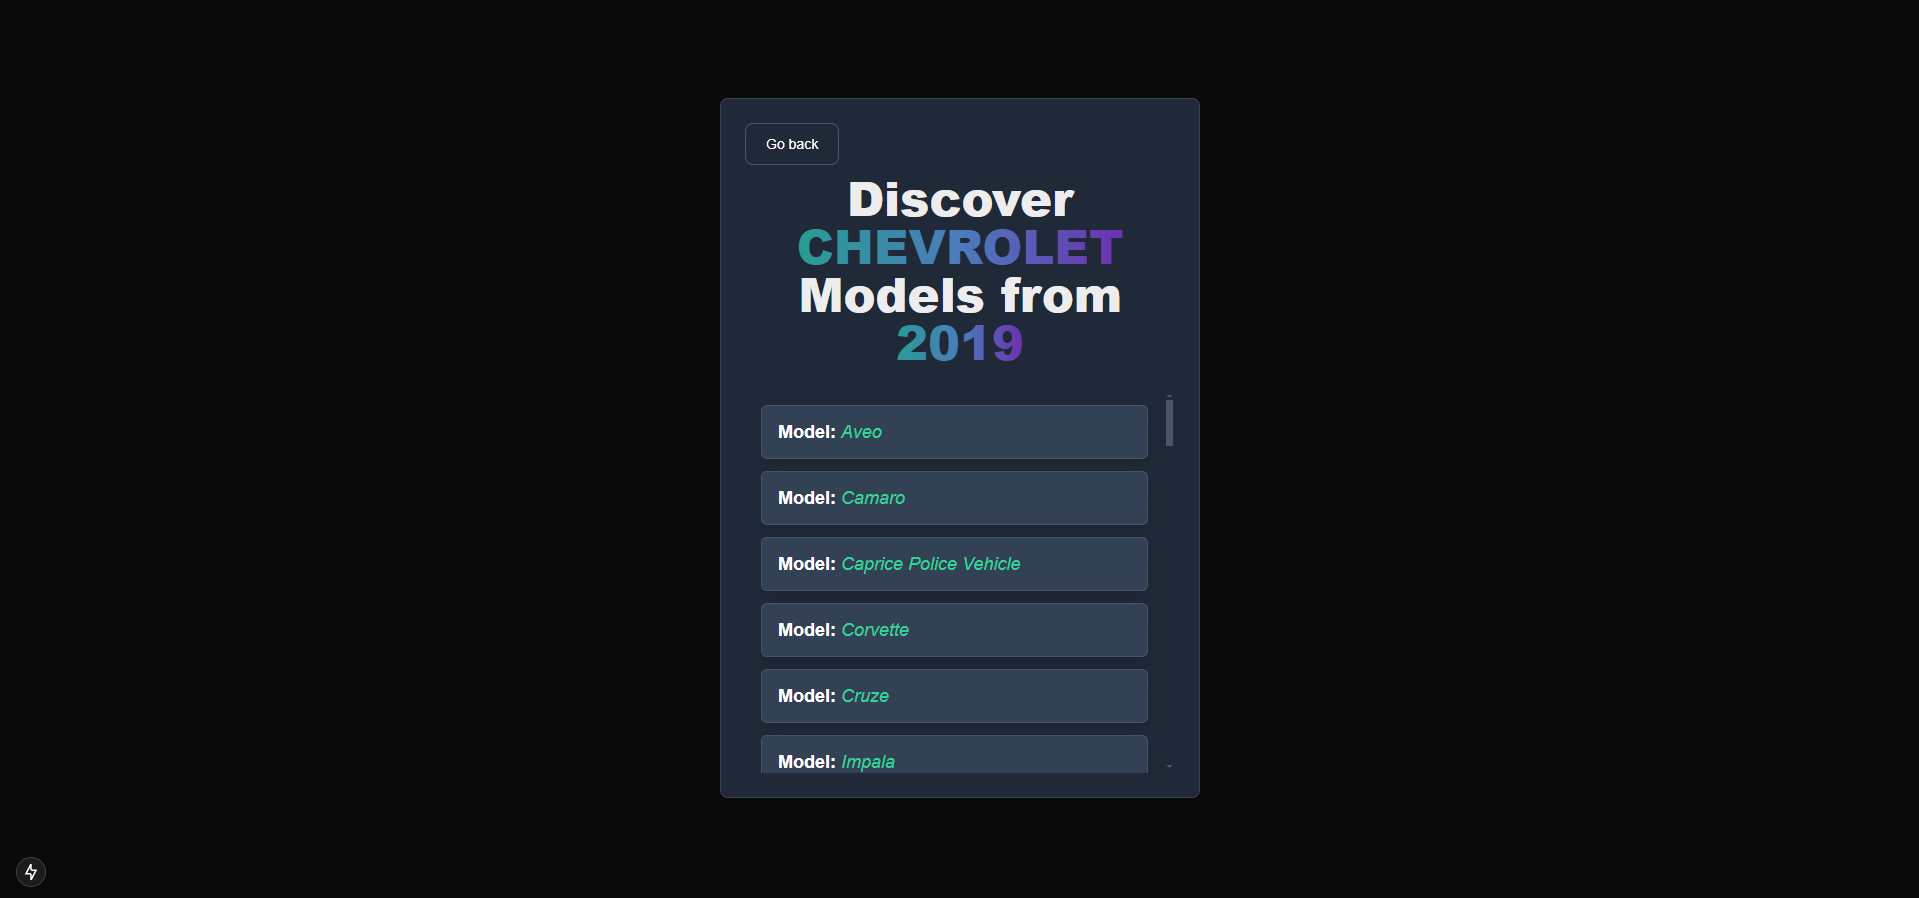 Go back
Discover
CHEVROLET
Models from
2019
Model: Aveo
Model: Camaro
Model: Caprice Police Vehicle
Model: Corvette
Model: Cruze
Model: Impala